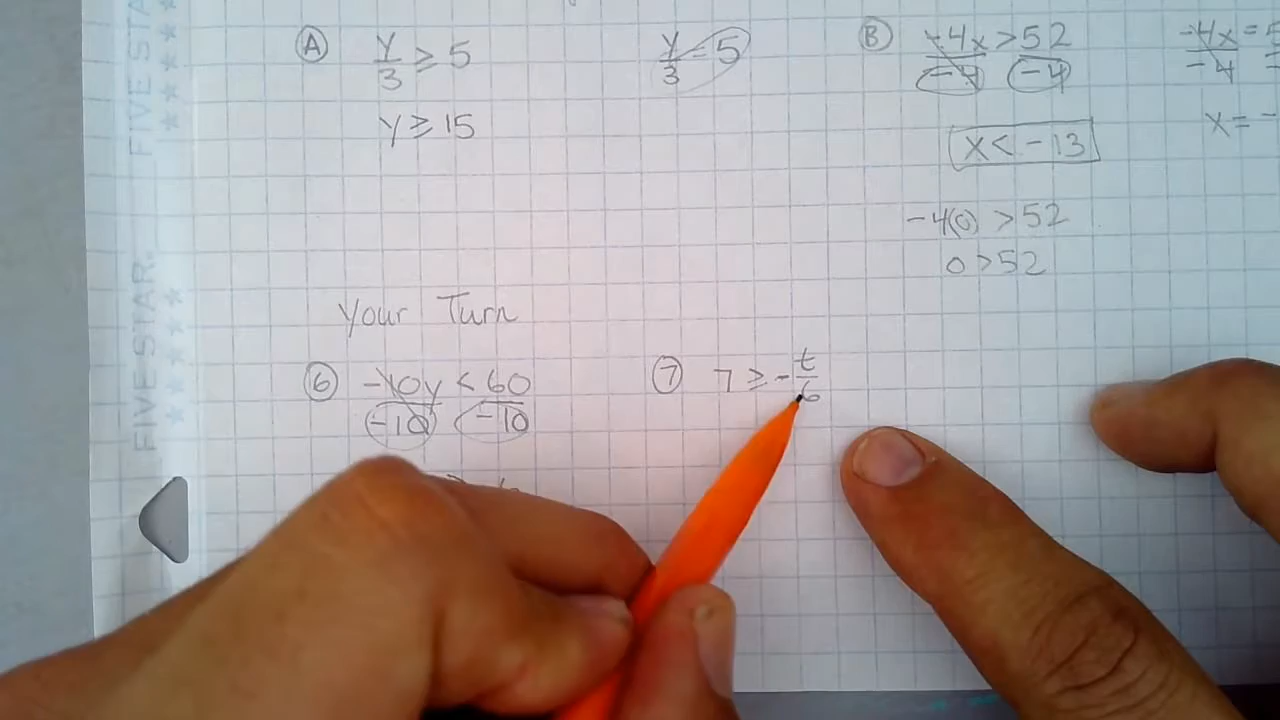 FIVE STA
FIVE STAR.
A y/3 ≥ 5
y/3 = 5
y ≥ 15
B -4x > 52
-4 -4
x < -13
-4(0) > 52
0 > 52
-4x =
-4
x = -
Your Turn
6 -10y < 60
-10 -10
7 7 ≥ -t/6